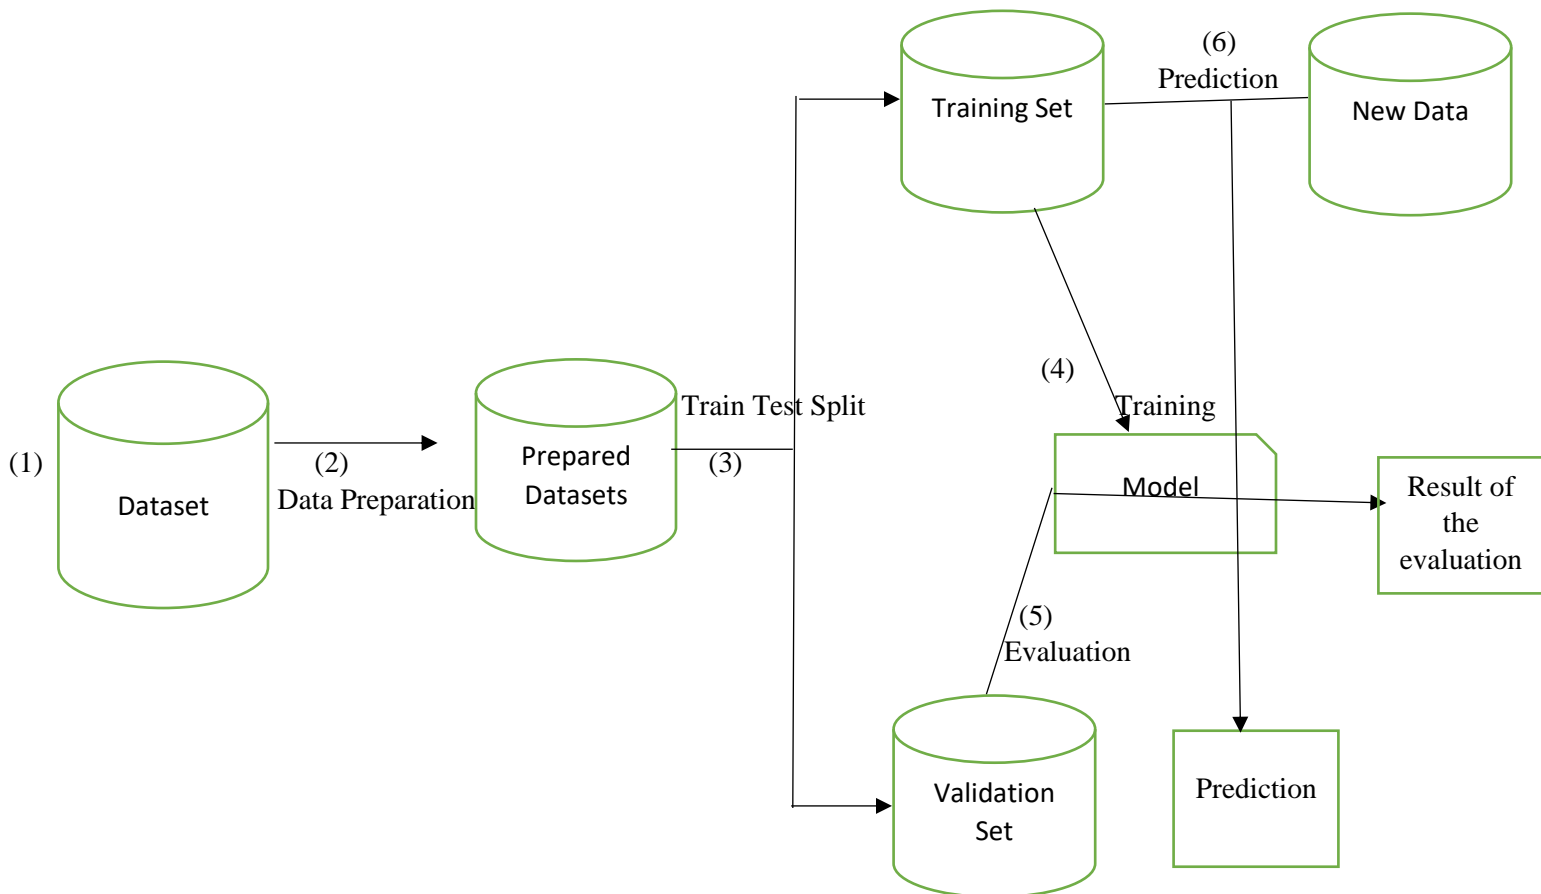 (6)
Prediction
Training Set
New Data
(4)
Training
Train Test Split
(1)
(2)
(3)
Dataset
Data Preparation
Prepared
Datasets
Model
Result of
the
evaluation
(5)
Evaluation
Validation
Set
Prediction